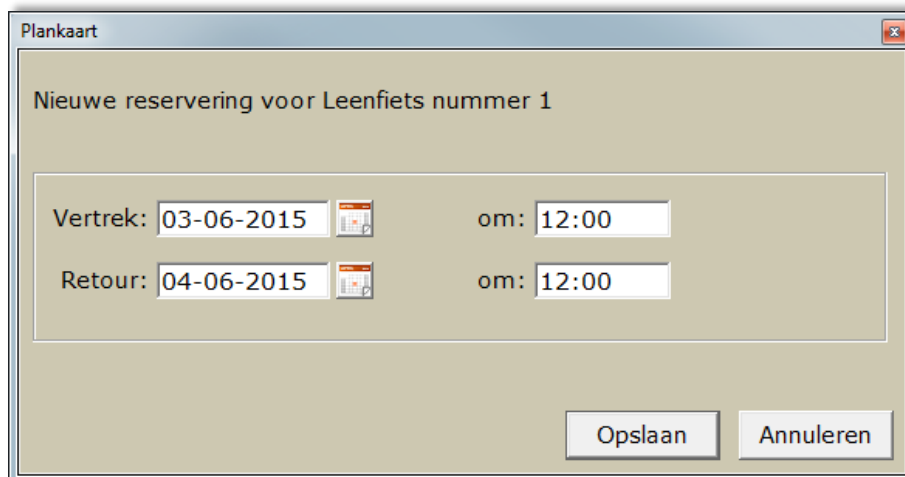 Plankaart
Nieuwe reservering voor Leenfiets nummer 1
Vertrek: 03-06-2015 om: 12:00
Retour: 04-06-2015 om: 12:00
Opslaan Annuleren